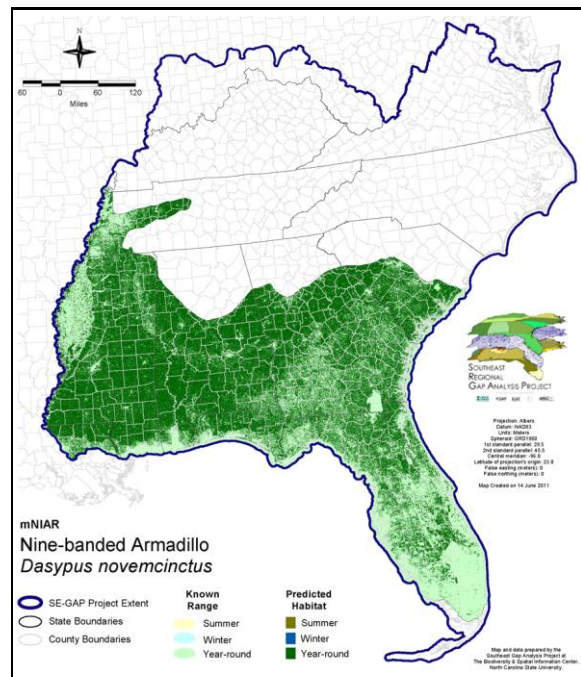 N
60 0 60 120
Miles
SOUTHEAST
REGIONAL
GAP ANALYSIS PROJECT
Projection: Albers
Datum: NAD83
Units: Meters
Spheroid: GRS1980
1st standard parallel: 29.5
2nd standard parallel: 45.5
Central meridian: -96.0
Latitude of projection's origin: 23.0
False easting (meters): 0
False northing (meters): 0
Map Created on 14 June 2011
mNIAR
Nine-banded Armadillo
Dasypus novemcinctus
SE-GAP Project Extent
State Boundaries
County Boundaries
Known
Range
Summer
Winter
Year-round
Predicted
Habitat
Summer
Winter
Year-round
Map and data prepared by the
Southeast Gap Analysis Project at
The Biodiversity & Spatial Information Center,
North Carolina State University.